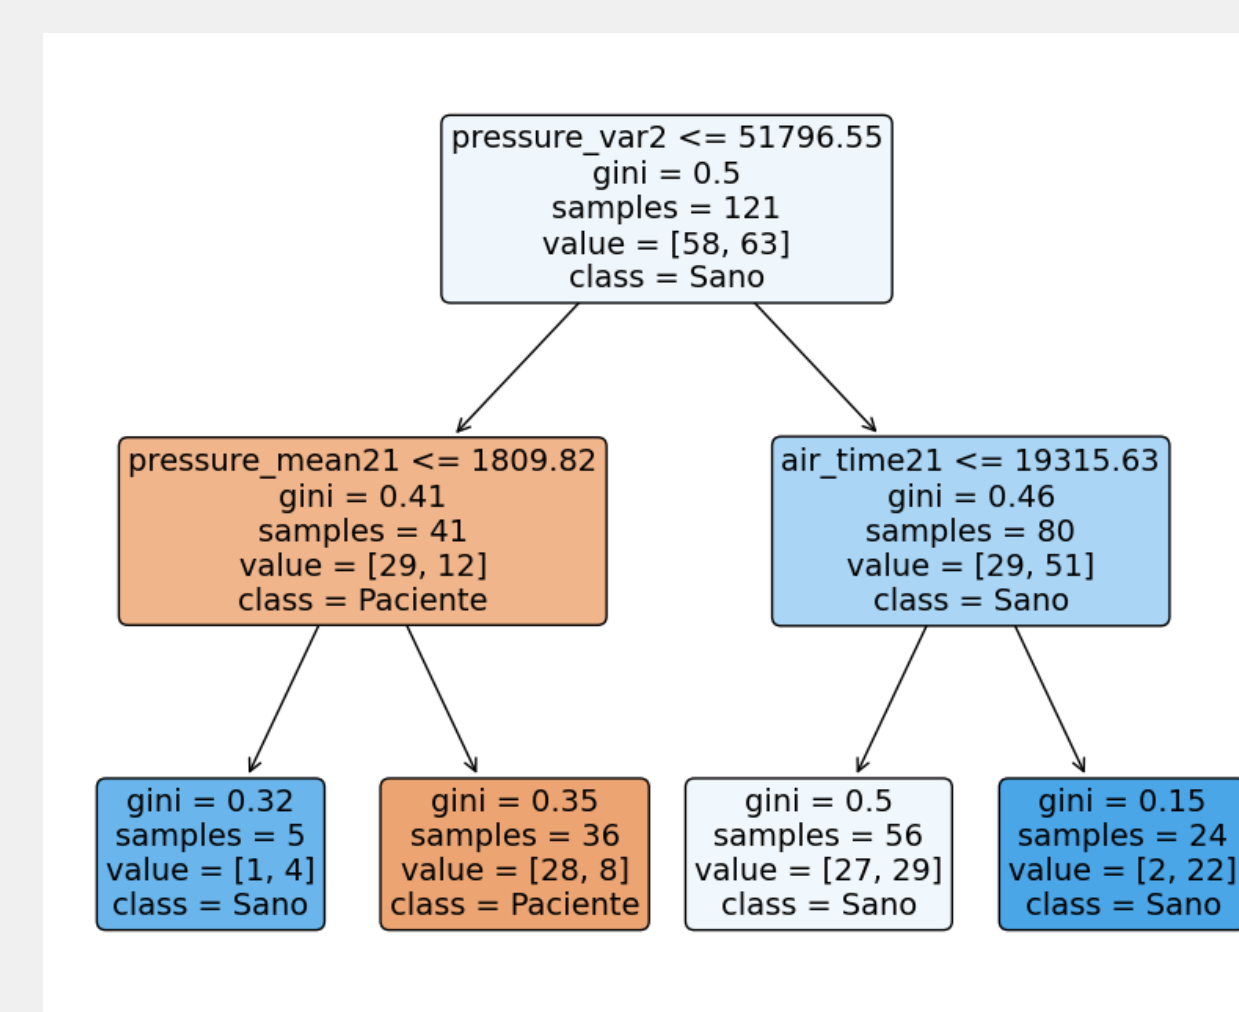 pressure_var2 <= 51796.55
gini = 0.5
samples = 121
value = [58, 63]
class = Sano
pressure_mean21 <= 1809.82
gini = 0.41
samples = 41
value = [29, 12]
class = Paciente
air_time21 <= 19315.63
gini = 0.46
samples = 80
value = [29, 51]
class = Sano
gini = 0.32
samples = 5
value = [1, 4]
class = Sano
gini = 0.35
samples = 36
value = [28, 8]
class = Paciente
gini = 0.5
samples = 56
value = [27, 29]
class = Sano
gini = 0.15
samples = 24
value = [2, 22]
class = Sano